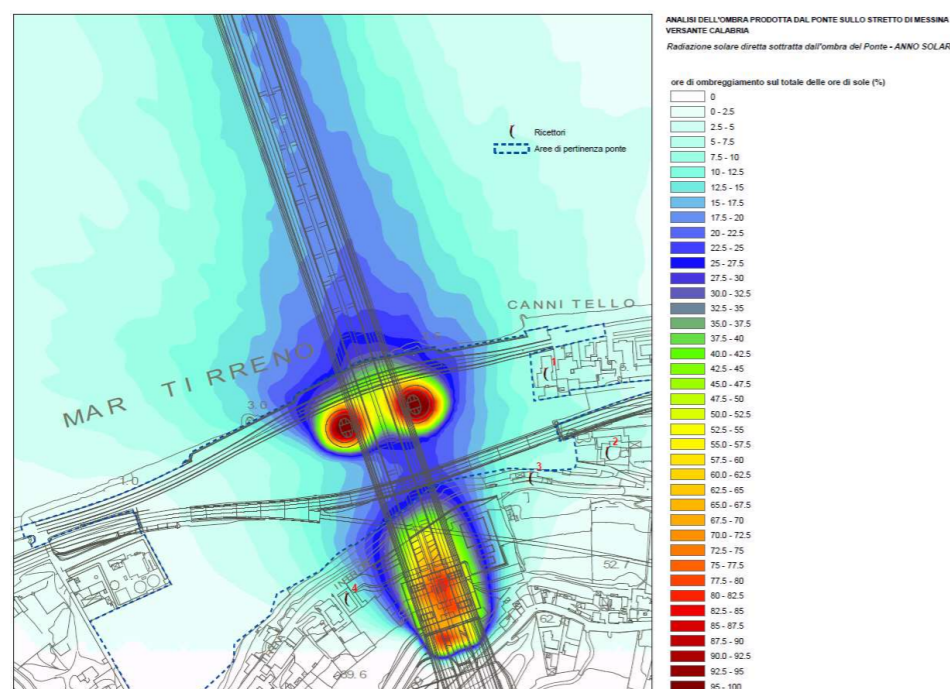 ANALISI DELL'OMBRA PRODOTTA DAL PONTE SULLO STRETTO DI MESSINA
VERSANTE CALABRIA
Radiazione solare diretta sottratta dall'ombra del Ponte - ANNO SOLAR
ore di ombreggiamento sul totale delle ore di sole (%)
0
0 - 2.5
2.5 - 5
5 - 7.5
7.5 - 10
10 - 12.5
12.5 - 15
15 - 17.5
17.5 - 20
20 - 22.5
22.5 - 25
25 - 27.5
27.5 - 30
30.0 - 32.5
32.5 - 35
35.0 - 37.5
37.5 - 40
40.0 - 42.5
42.5 - 45
45.0 - 47.5
47.5 - 50
50.0 - 52.5
52.5 - 55
55.0 - 57.5
57.5 - 60
60.0 - 62.5
62.5 - 65
65.0 - 67.5
67.5 - 70
70.0 - 72.5
72.5 - 75
75 - 77.5
77.5 - 80
80 - 82.5
82.5 - 85
85 - 87.5
87.5 - 90
90.0 - 92.5
92.5 - 95
95 - 100
Ricettori
Aree di pertinenza ponte
CANNI TELLO
MAR TI RRENO
1
3.0
2
3
1.0
52.7
4